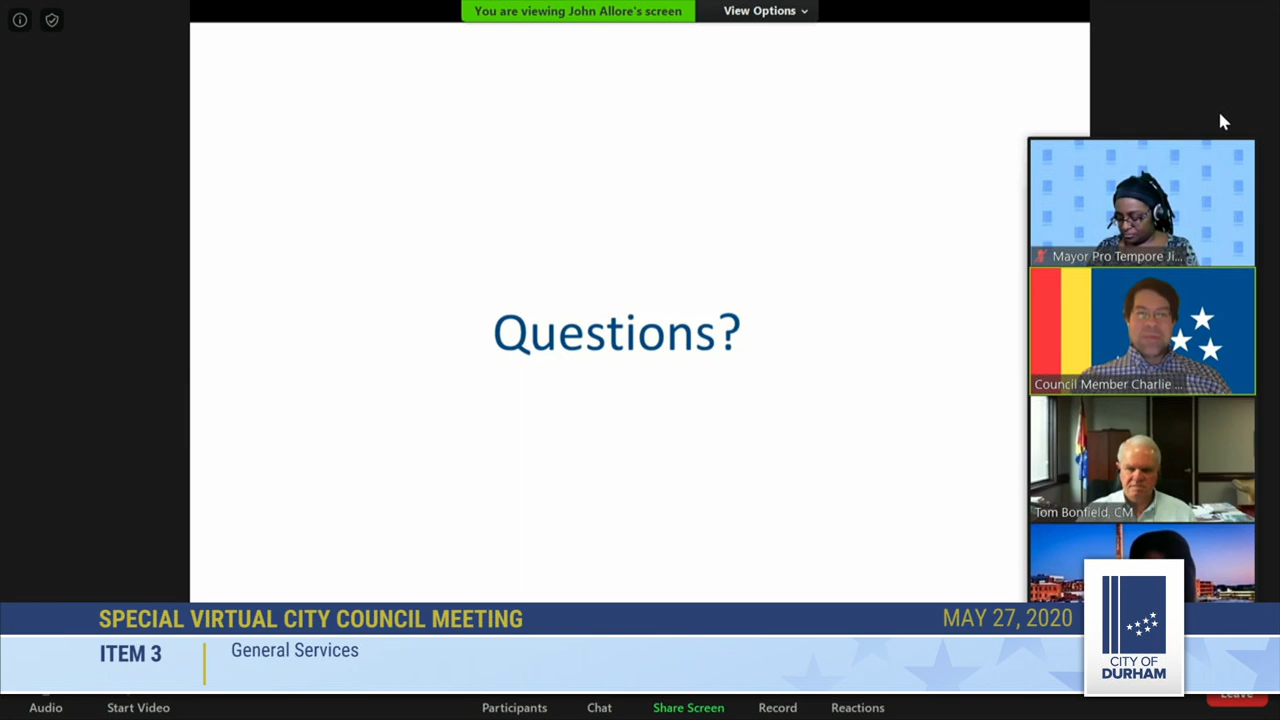 You are viewing John Allore's screen
View Options
Questions?
Mayor Pro Tempore Ji...
Council Member Charlie ...
Tom Bonfield, CM
SPECIAL VIRTUAL CITY COUNCIL MEETING
MAY 27, 2020
ITEM 3
General Services
CITY OF
DURHAM
Audio
Start Video
Participants
Chat
Share Screen
Record
Reactions
Leave